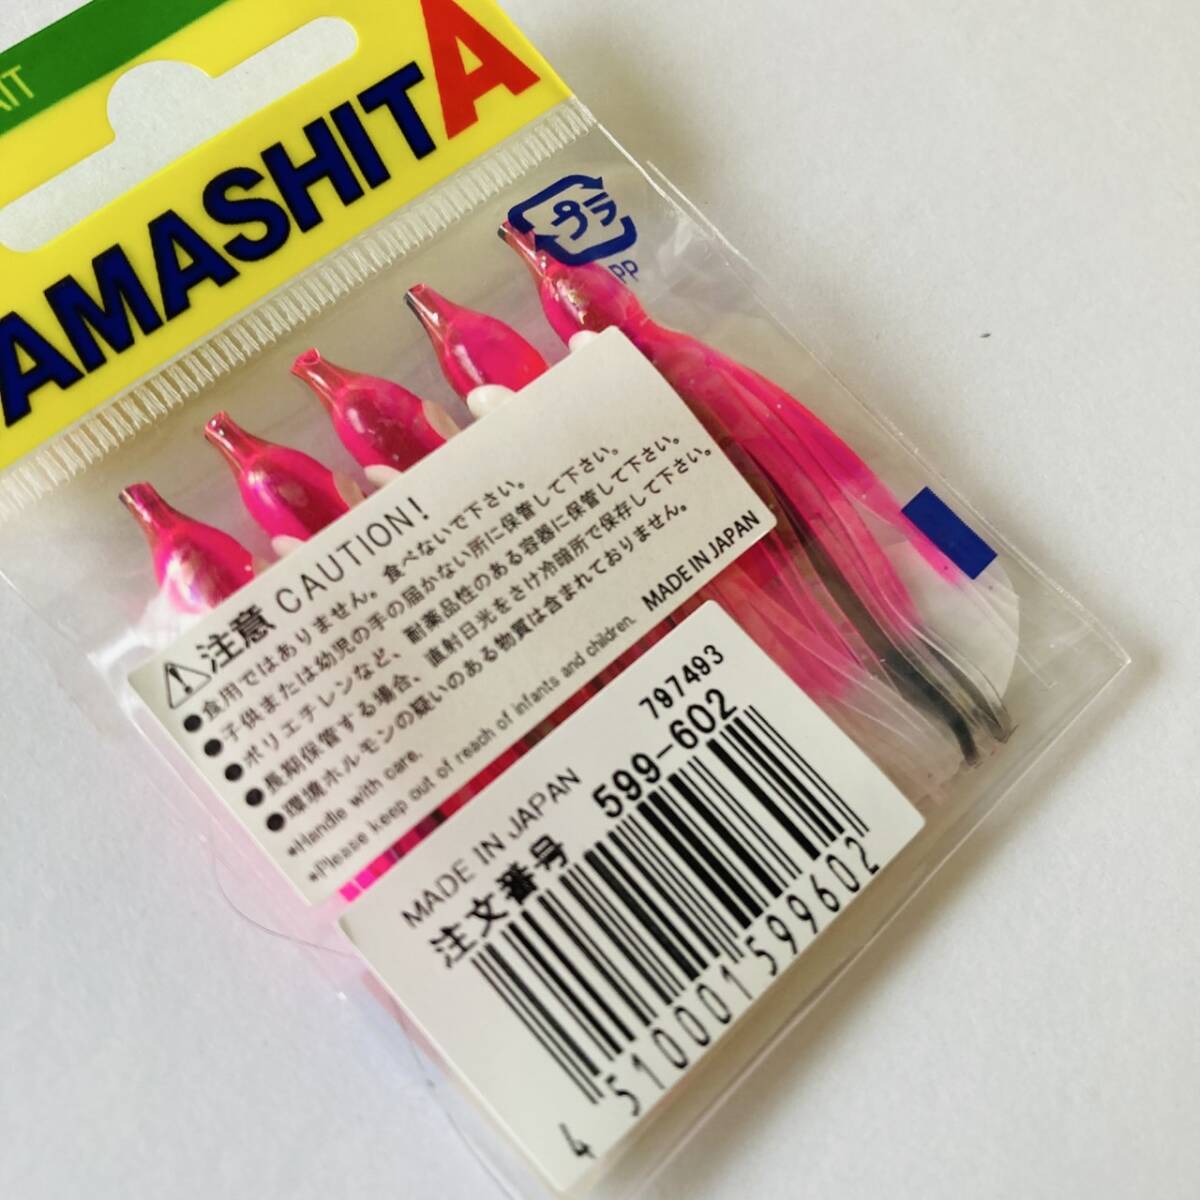 AIT
AMASHITA
プラ
PP
注意 CAUTION!
●食用ではありません。食べないで下さい。
●子供または幼児の手の届かない所に保管して下さい。
●ポリエチレンなど、耐薬品性のある容器に保管して下さい。
●長期保管する場合、直射日光をさけ冷暗所で保存して下さい。
●環境ホルモンの疑いのある物質は含まれておりません。
*Handle with care.
*Please keep out of reach of infants and children.
MADE IN JAPAN
797493
MADE IN JAPAN
注文番号 599-602
4 510001 599602